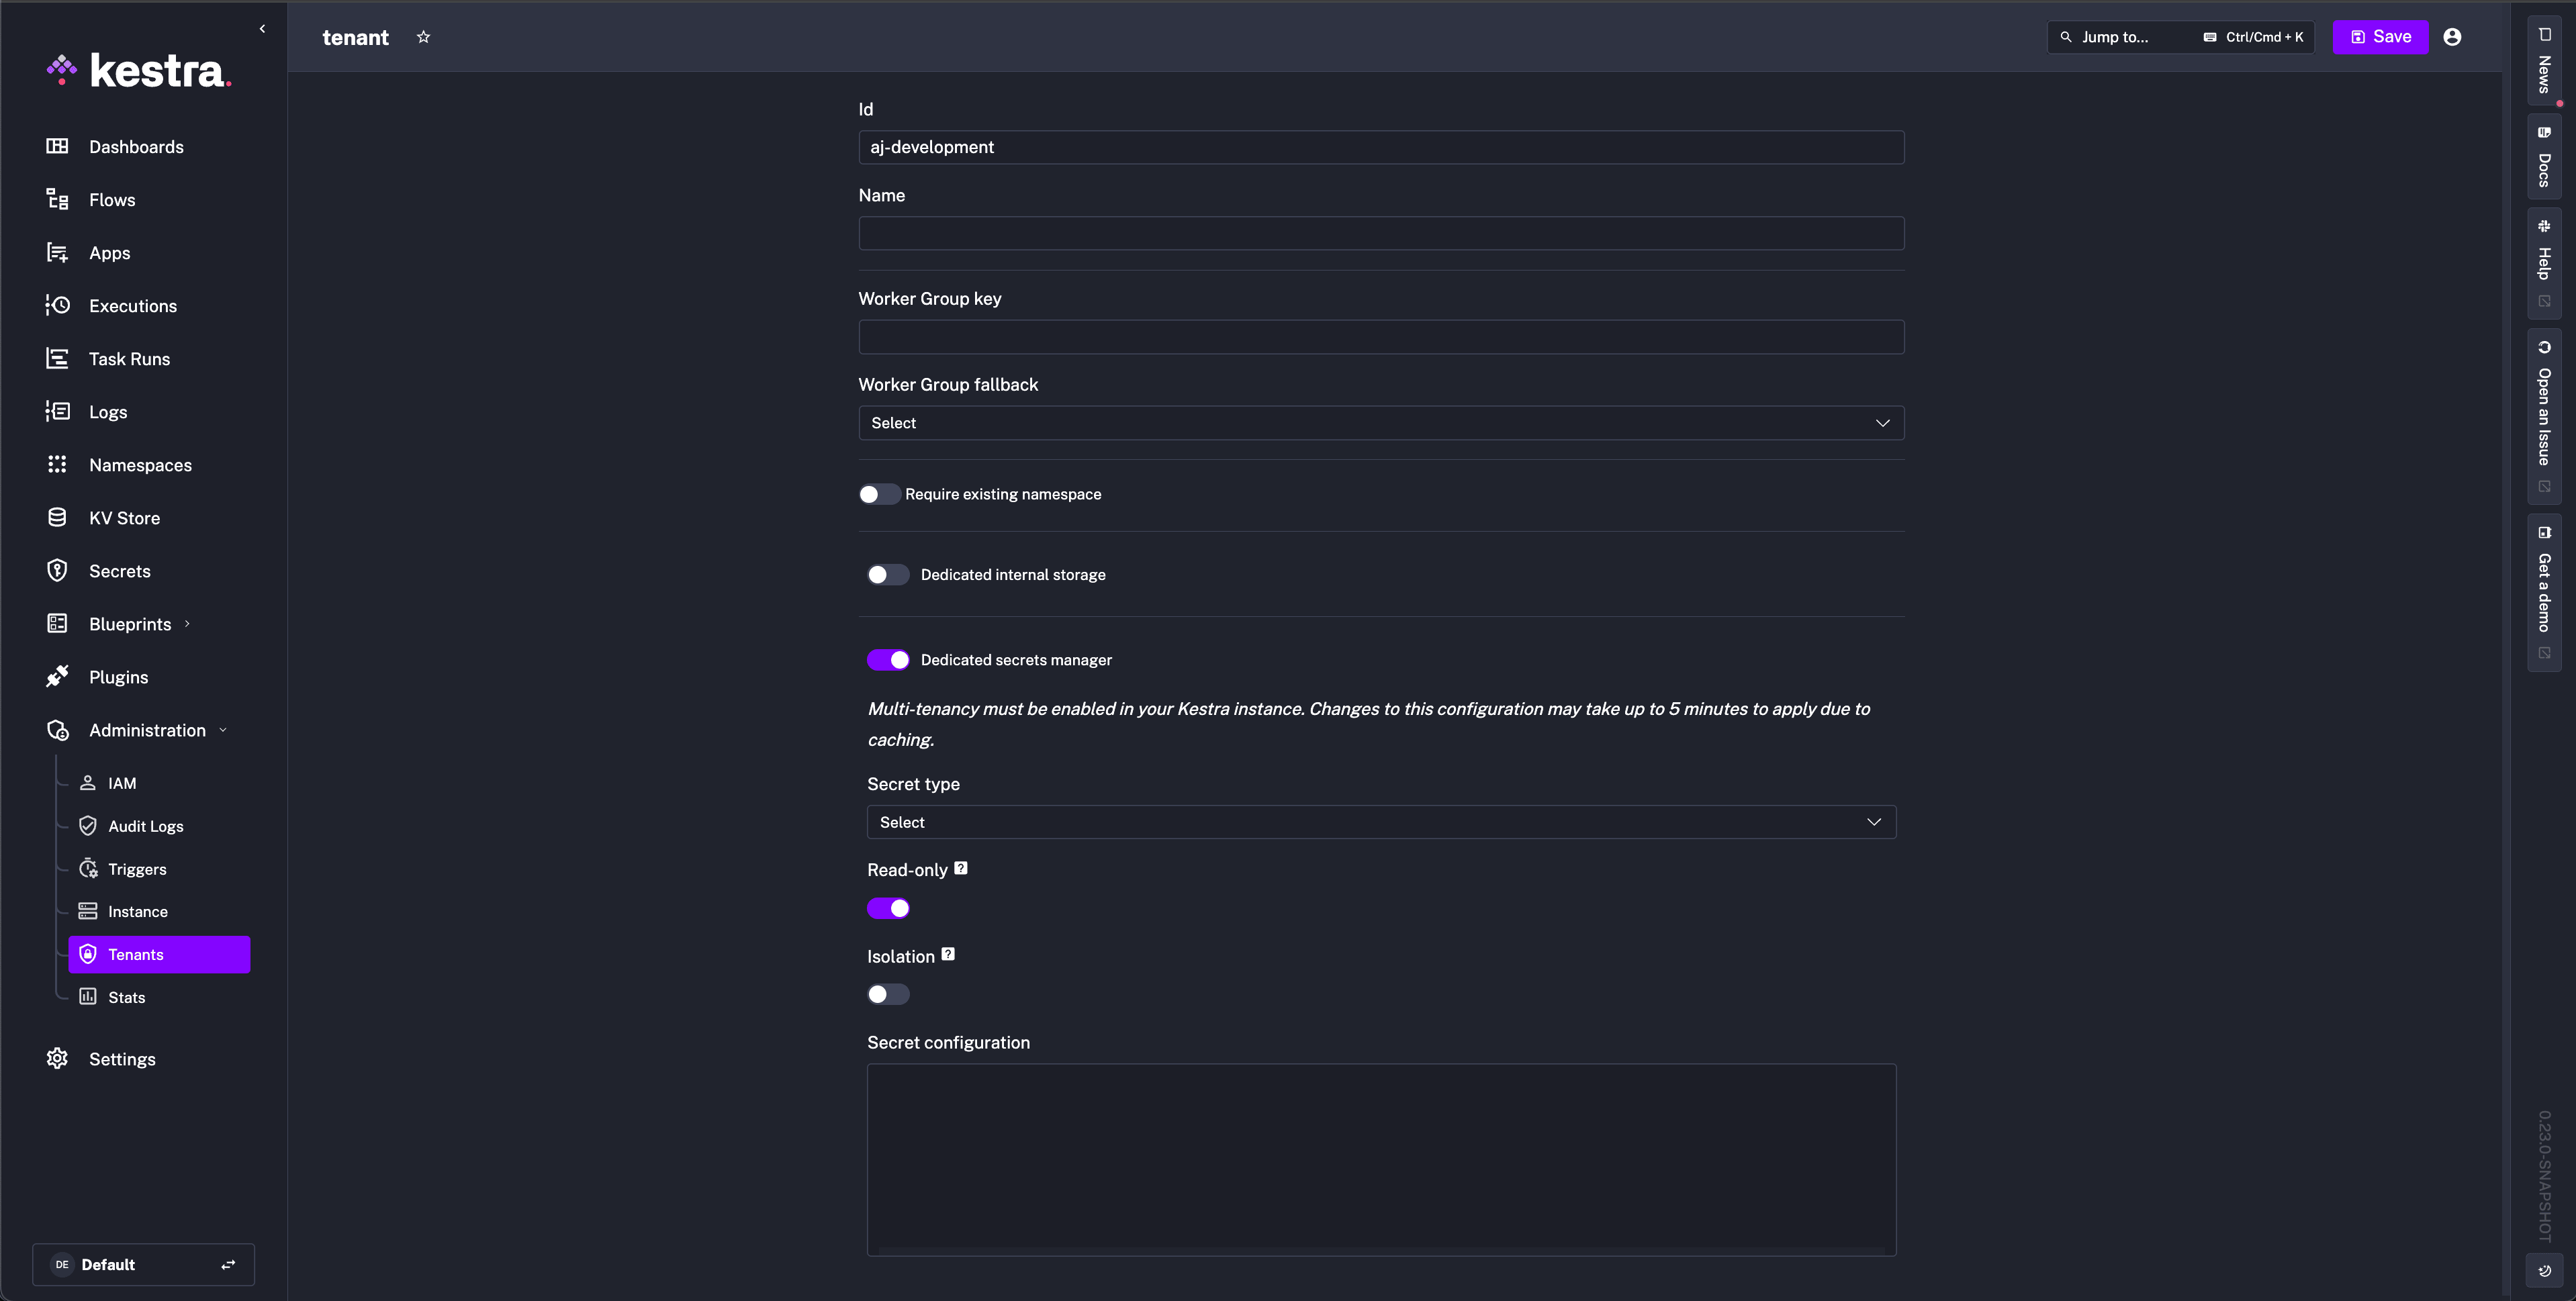 kestra.
Dashboards
Flows
Apps
Executions
Task Runs
Logs
Namespaces
KV Store
Secrets
Blueprints
Plugins
Administration
IAM
Audit Logs
Triggers
Instance
Tenants
Stats
Settings
DE Default
tenant
Jump to... Ctrl/Cmd + K
Save
Id
aj-development
Name
Worker Group key
Worker Group fallback
Select
Require existing namespace
Dedicated internal storage
Dedicated secrets manager
Multi-tenancy must be enabled in your Kestra instance. Changes to this configuration may take up to 5 minutes to apply due to
caching.
Secret type
Select
Read-only ?
Isolation ?
Secret configuration
News
Docs
Help
Open an Issue
Get a demo
0.23.0-SNAPSHOT